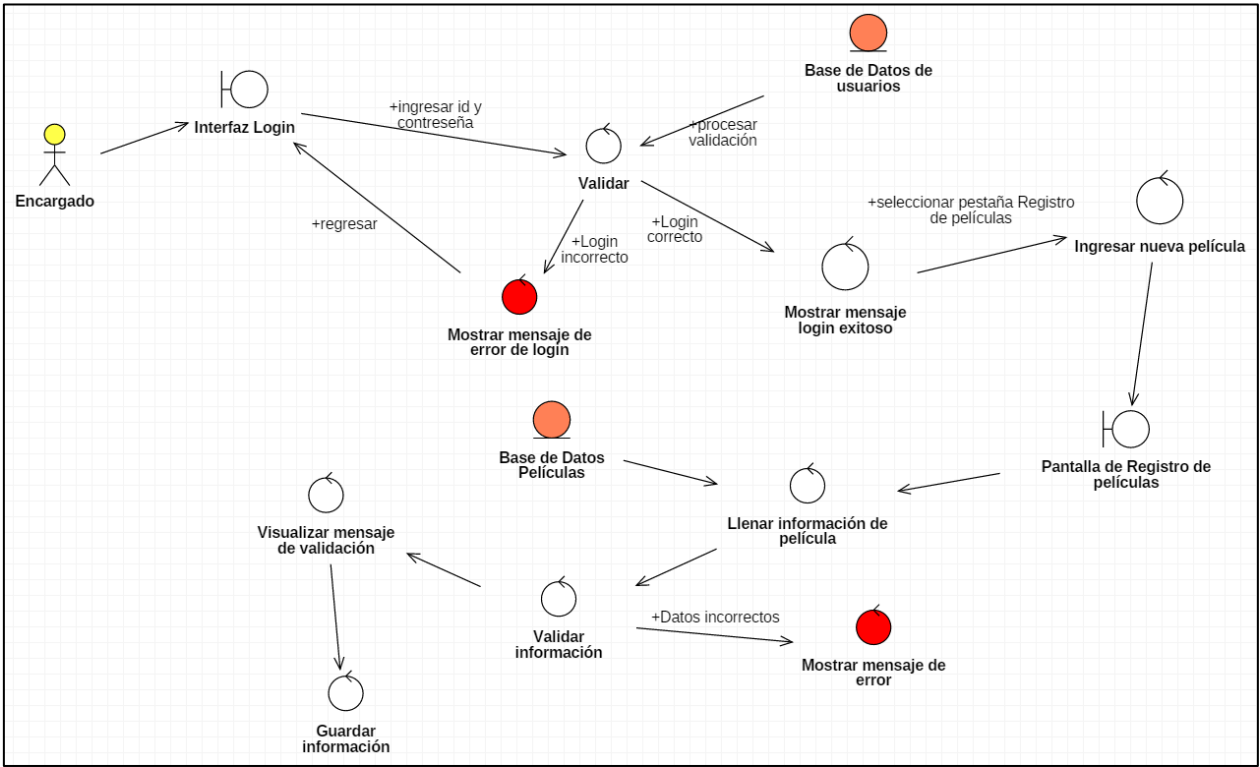 Base de Datos de
usuarios
+ingresar id y
contreseña
Interfaz Login
+procesar
validación
Validar
Encargado
+seleccionar pestaña Registro
de películas
+regresar
+Login
correcto
+Login
incorrecto
Ingresar nueva película
Mostrar mensaje
login exitoso
Mostrar mensaje de
error de login
Base de Datos
Películas
Pantalla de Registro de
películas
Llenar información de
película
Visualizar mensaje
de validación
+Datos incorrectos
Validar
información
Mostrar mensaje de
error
Guardar
información